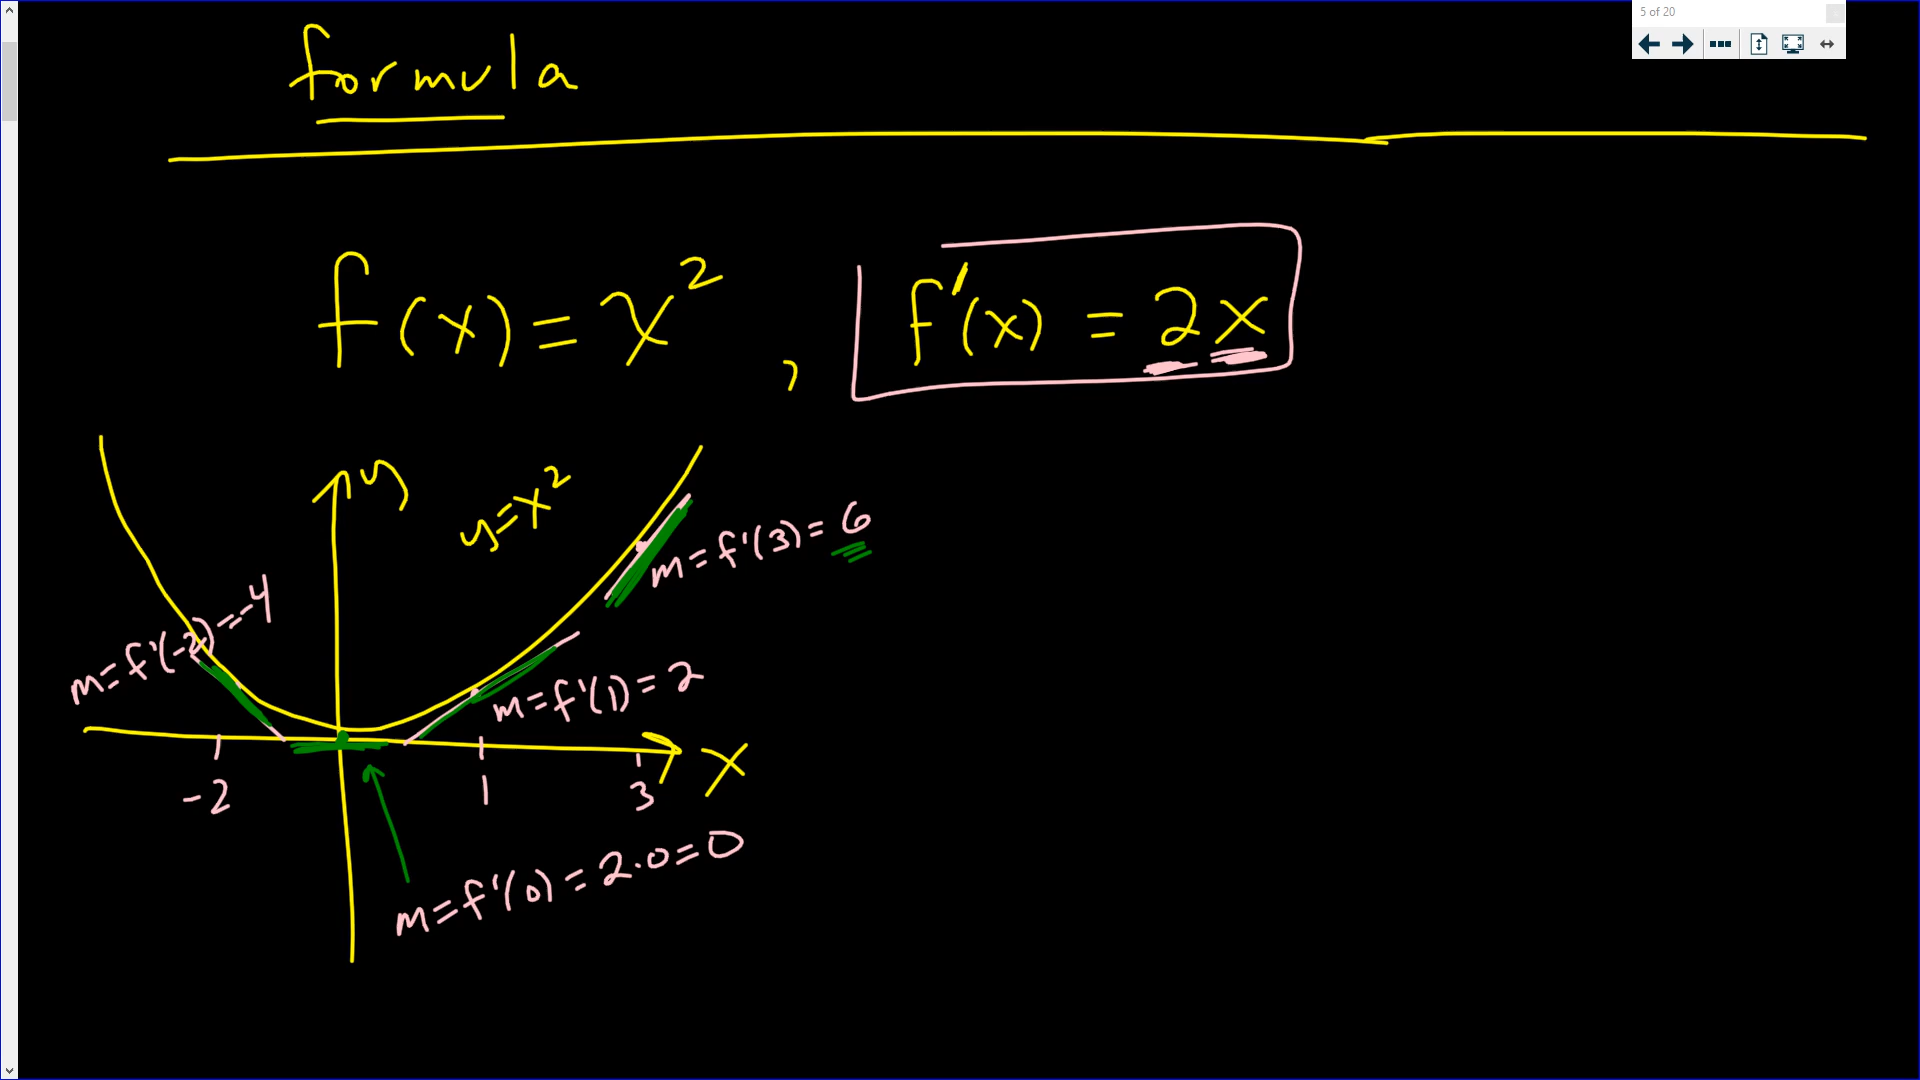 5 of 20
formula
f(x) = x², f'(x) = 2x
y
y=x²
m=f'(3)=6
m=f'(-2)=-4
m=f'(1)=2
x
-2 1 3
m=f'(0)=2·0=0